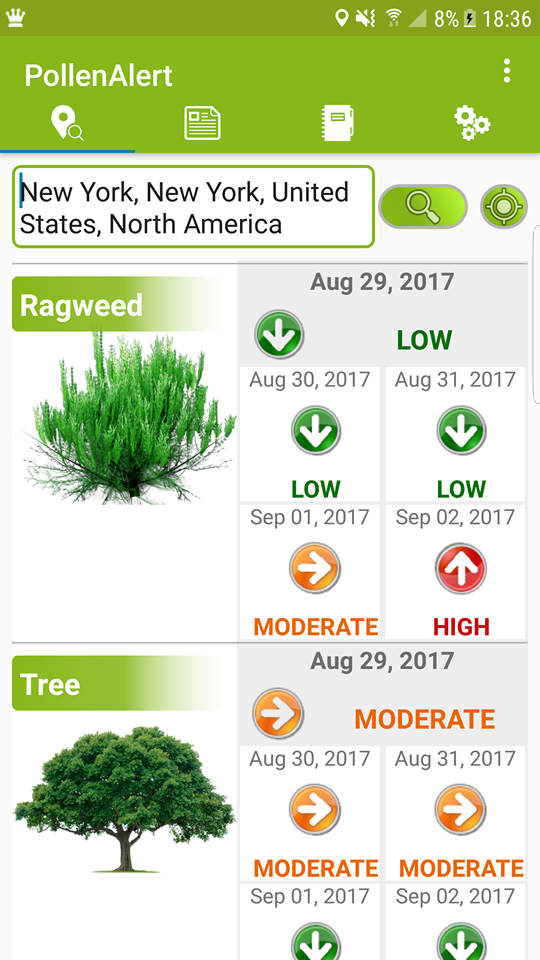 8% 18:36
PollenAlert
New York, New York, United
States, North America
Ragweed
Aug 29, 2017
LOW
Aug 30, 2017 Aug 31, 2017
LOW LOW
Sep 01, 2017 Sep 02, 2017
MODERATE HIGH
Tree
Aug 29, 2017
MODERATE
Aug 30, 2017 Aug 31, 2017
MODERATE MODERATE
Sep 01, 2017 Sep 02, 2017